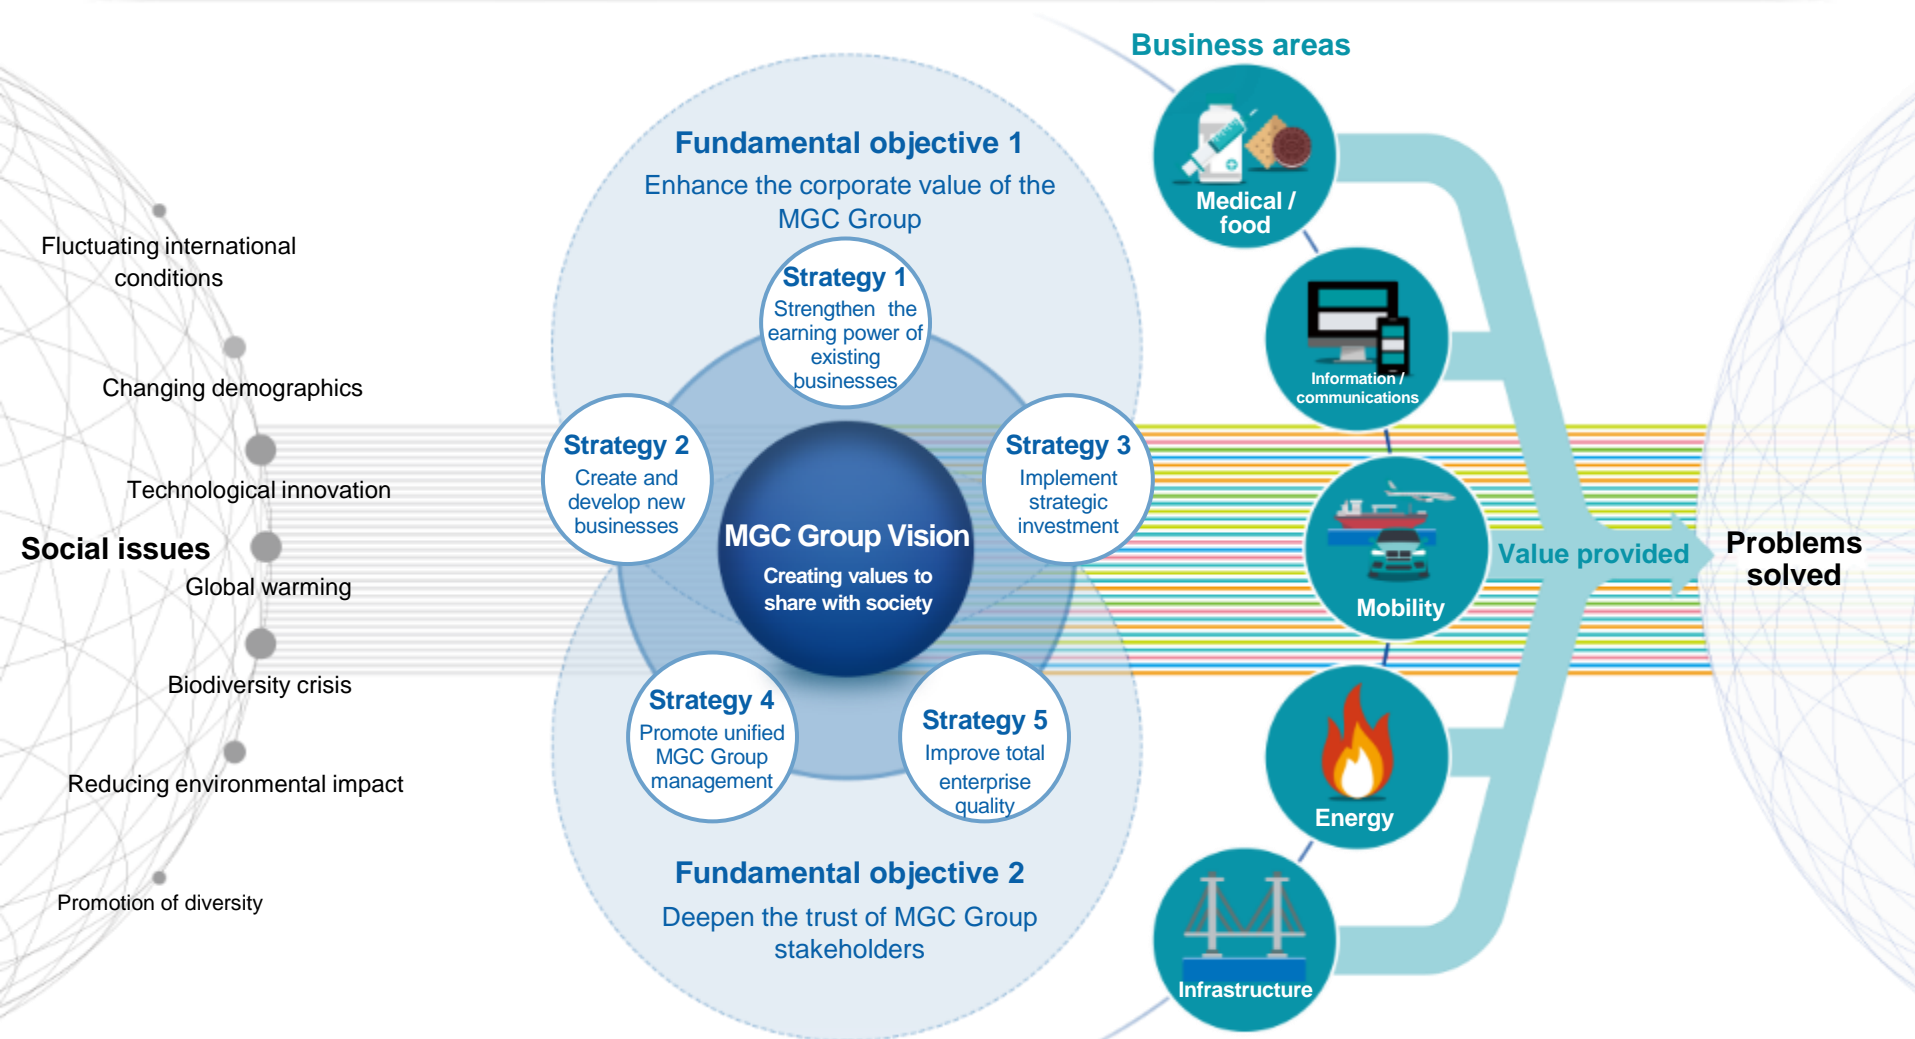 Social issues
Fluctuating international
conditions
Changing demographics
Technological innovation
Global warming
Biodiversity crisis
Reducing environmental impact
Promotion of diversity
Fundamental objective 1
Enhance the corporate value of the
MGC Group
Strategy 1
Strengthen the
earning power of
existing
businesses
Strategy 2
Create and
develop new
businesses
Strategy 3
Implement
strategic
investment
MGC Group Vision
Creating values to
share with society
Strategy 4
Promote unified
MGC Group
management
Strategy 5
Improve total
enterprise
quality
Fundamental objective 2
Deepen the trust of MGC Group
stakeholders
Business areas
Medical /
food
Information /
communications
Mobility
Energy
Infrastructure
Value provided
Problems
solved